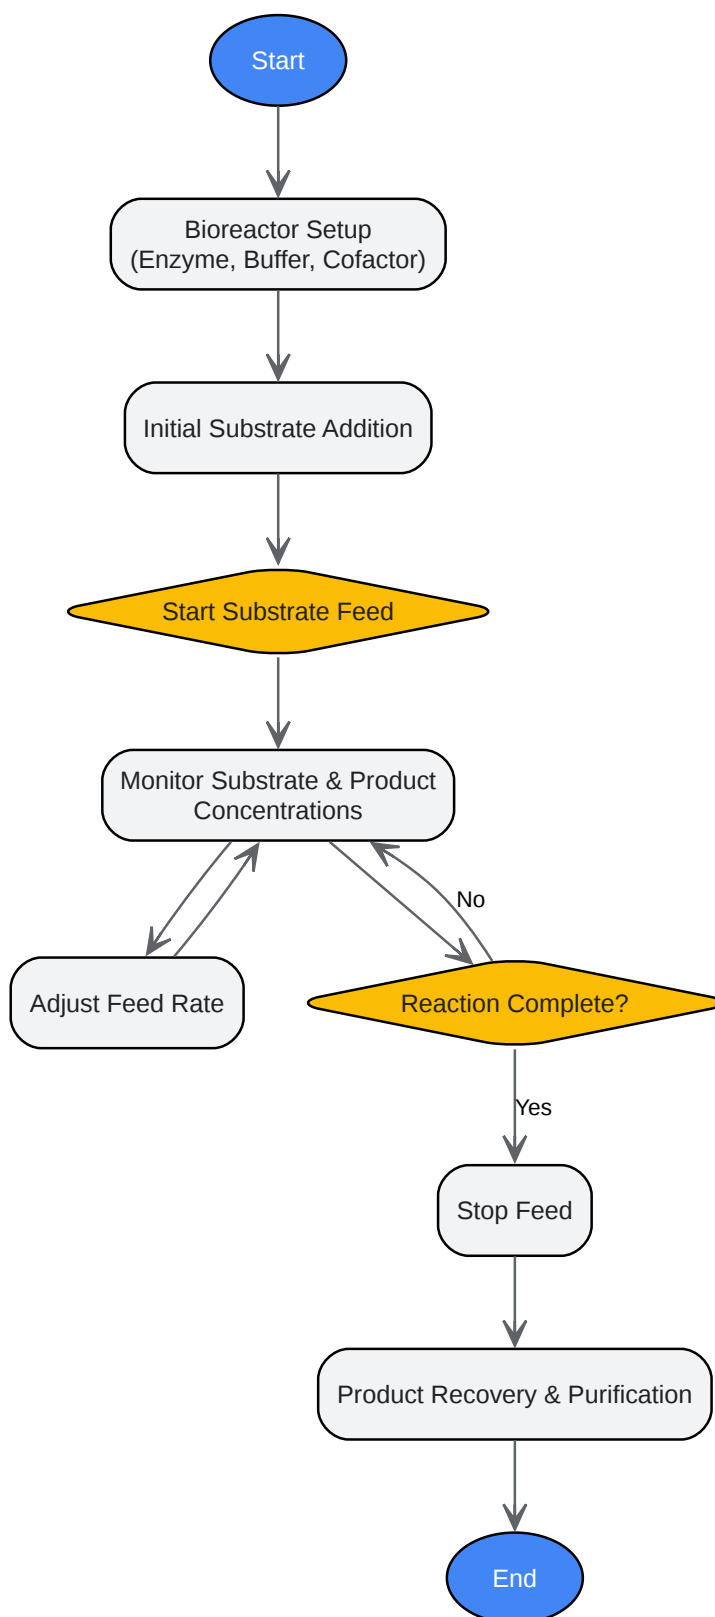 Start
Bioreactor Setup
(Enzyme, Buffer, Cofactor)
Initial Substrate Addition
Start Substrate Feed
Monitor Substrate & Product
Concentrations
No
Adjust Feed Rate
Reaction Complete?
Yes
Stop Feed
Product Recovery & Purification
End